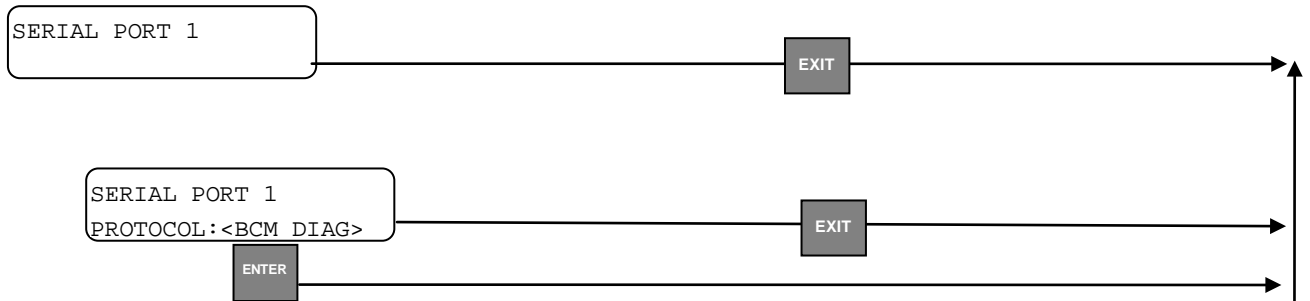 SERIAL PORT 1
EXIT
SERIAL PORT 1
PROTOCOL:<BCM DIAG>
EXIT
ENTER